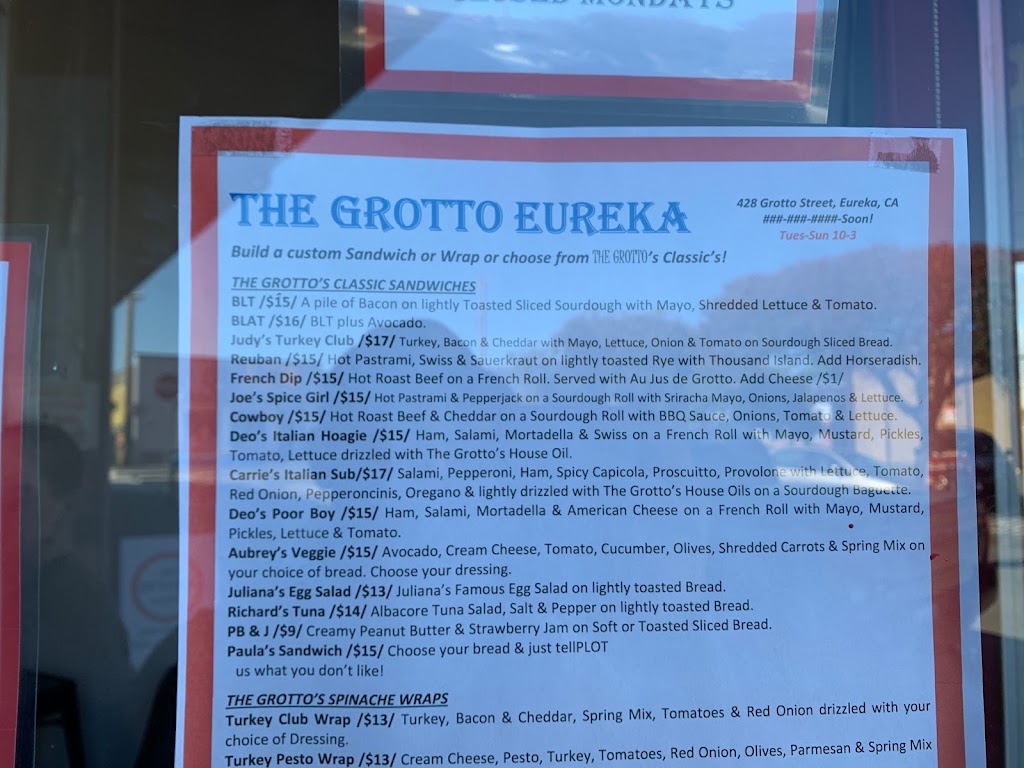 CLOSED MONDAYS
THE GROTTO EUREKA
428 Grotto Street, Eureka, CA
###-###-####-Soon!
Tues-Sun 10-3
Build a custom Sandwich or Wrap or choose from THE GROTTO's Classic's!
THE GROTTO'S CLASSIC SANDWICHES
BLT /$15/ A pile of Bacon on lightly Toasted Sliced Sourdough with Mayo, Shredded Lettuce & Tomato.
BLAT /$16/ BLT plus Avocado.
Judy's Turkey Club /$17/ Turkey, Bacon & Cheddar with Mayo, Lettuce, Onion & Tomato on Sourdough Sliced Bread.
Reuban /$15/ Hot Pastrami, Swiss & Sauerkraut on lightly toasted Rye with Thousand Island. Add Horseradish.
French Dip /$15/ Hot Roast Beef on a French Roll. Served with Au Jus de Grotto. Add Cheese /$1/
Joe's Spice Girl /$15/ Hot Pastrami & Pepperjack on a Sourdough Roll with Sriracha Mayo, Onions, Jalapenos & Lettuce.
Cowboy /$15/ Hot Roast Beef & Cheddar on a Sourdough Roll with BBQ Sauce, Onions, Tomato & Lettuce.
Deo's Italian Hoagie /$15/ Ham, Salami, Mortadella & Swiss on a French Roll with Mayo, Mustard, Pickles,
Tomato, Lettuce drizzled with The Grotto's House Oil.
Carrie's Italian Sub/$17/ Salami, Pepperoni, Ham, Spicy Capicola, Proscuitto, Provolone with Lettuce, Tomato,
Red Onion, Pepperoncinis, Oregano & lightly drizzled with The Grotto's House Oils on a Sourdough Baguette.
Deo's Poor Boy /$15/ Ham, Salami, Mortadella & American Cheese on a French Roll with Mayo, Mustard,
Pickles, Lettuce & Tomato.
Aubrey's Veggie /$15/ Avocado, Cream Cheese, Tomato, Cucumber, Olives, Shredded Carrots & Spring Mix on
your choice of bread. Choose your dressing.
Juliana's Egg Salad /$13/ Juliana's Famous Egg Salad on lightly toasted Bread.
Richard's Tuna /$14/ Albacore Tuna Salad, Salt & Pepper on lightly toasted Bread.
PB & J /$9/ Creamy Peanut Butter & Strawberry Jam on Soft or Toasted Sliced Bread.
Paula's Sandwich /$15/ Choose your bread & just tellPLOT
us what you don't like!
THE GROTTO'S SPINACHE WRAPS
Turkey Club Wrap /$13/ Turkey, Bacon & Cheddar, Spring Mix, Tomatoes & Red Onion drizzled with your
choice of Dressing.
Turkey Pesto Wrap /$13/ Cream Cheese, Pesto, Turkey, Tomatoes, Red Onion, Olives, Parmesan & Spring Mix